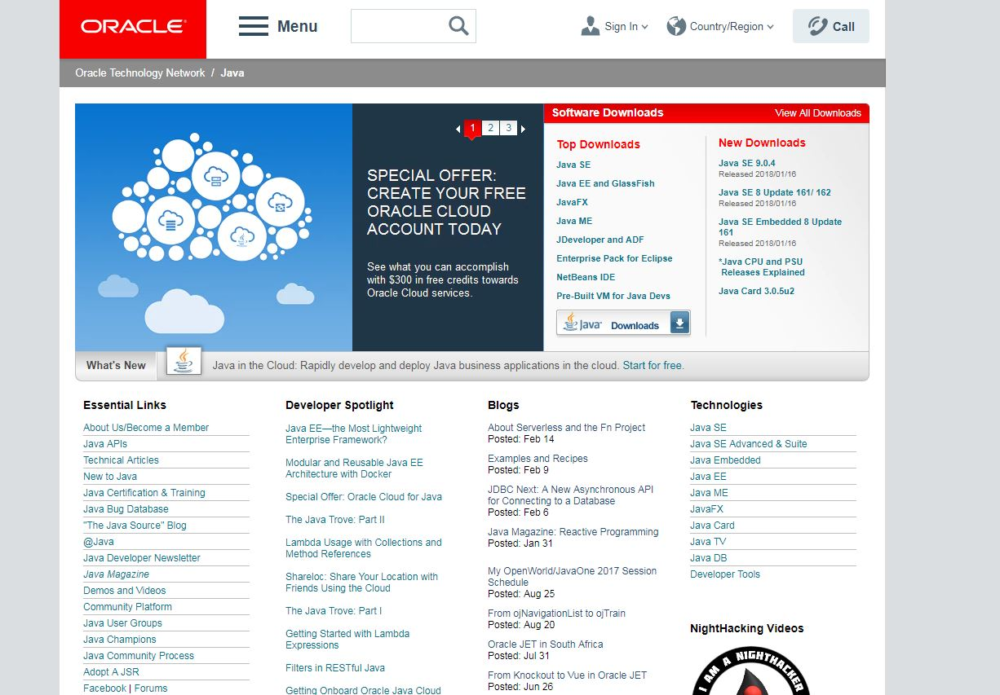 ORACLE
Menu
Sign In
Country/Region
Call
Oracle Technology Network / Java
1 2 3
SPECIAL OFFER:
CREATE YOUR FREE
ORACLE CLOUD
ACCOUNT TODAY
See what you can accomplish
with $300 in free credits towards
Oracle Cloud services.
Software Downloads
View All Downloads
Top Downloads
Java SE
Java EE and GlassFish
JavaFX
Java ME
JDeveloper and ADF
Enterprise Pack for Eclipse
NetBeans IDE
Pre-Built VM for Java Devs
Java Downloads
New Downloads
Java SE 9.0.4
Released 2018/01/16
Java SE 8 Update 161/ 162
Released 2018/01/16
Java SE Embedded 8 Update
161
Released 2018/01/16
*Java CPU and PSU
Releases Explained
Java Card 3.0.5u2
What's New
Java in the Cloud: Rapidly develop and deploy Java business applications in the cloud. Start for free.
Essential Links
About Us/Become a Member
Java APIs
Technical Articles
New to Java
Java Certification & Training
Java Bug Database
"The Java Source" Blog
@Java
Java Developer Newsletter
Java Magazine
Demos and Videos
Community Platform
Java User Groups
Java Champions
Java Community Process
Adopt A JSR
Facebook | Forums
Developer Spotlight
Java EE—the Most Lightweight
Enterprise Framework?
Modular and Reusable Java EE
Architecture with Docker
Special Offer: Oracle Cloud for Java
The Java Trove: Part II
Lambda Usage with Collections and
Method References
Shareloc: Share Your Location with
Friends Using the Cloud
The Java Trove: Part I
Getting Started with Lambda
Expressions
Filters in RESTful Java
Getting Onboard Oracle Java Cloud
Blogs
About Serverless and the Fn Project
Posted: Feb 14
Examples and Recipes
Posted: Feb 9
JDBC Next: A New Asynchronous API
for Connecting to a Database
Posted: Feb 6
Java Magazine: Reactive Programming
Posted: Jan 31
My OpenWorld/JavaOne 2017 Session
Schedule
Posted: Aug 25
From ojNavigationList to ojTrain
Posted: Aug 20
Oracle JET in South Africa
Posted: Jul 31
From Knockout to Vue in Oracle JET
Posted: Jun 26
Technologies
Java SE
Java SE Advanced & Suite
Java Embedded
Java EE
Java ME
JavaFX
Java Card
Java TV
Java DB
Developer Tools
NightHacking Videos
I AM A NIGHTHACKER